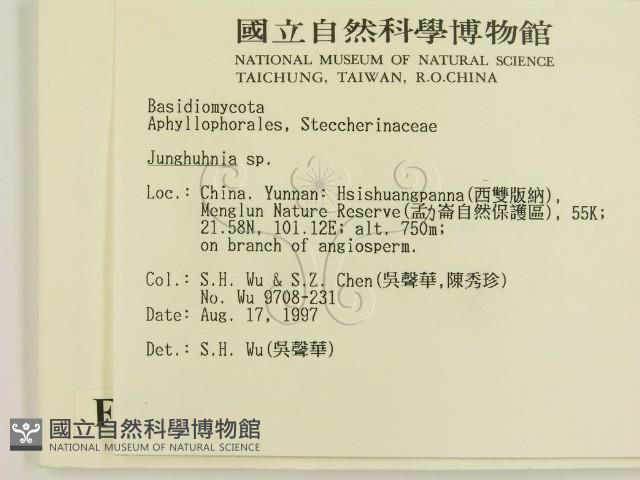 國立自然科學博物館
NATIONAL MUSEUM OF NATURAL SCIENCE
TAICHUNG, TAIWAN, R.O.CHINA
Basidiomycota
Aphyllophorales, Steccherinaceae
Junghuhnia sp.
Loc.: China. Yunnan: Hsishuangpanna(西雙版納),
Menglun Nature Reserve(孟力崙自然保護區), 55K;
21.58N, 101.12E; alt. 750m;
on branch of angiosperm.
Col.: S.H. Wu & S.Z. Chen(吳聲華,陳秀珍)
No. Wu 9708-231
Date: Aug. 17, 1997
Det.: S.H. Wu(吳聲華)
F
國立自然科學博物館
NATIONAL MUSEUM OF NATURAL SCIENCE